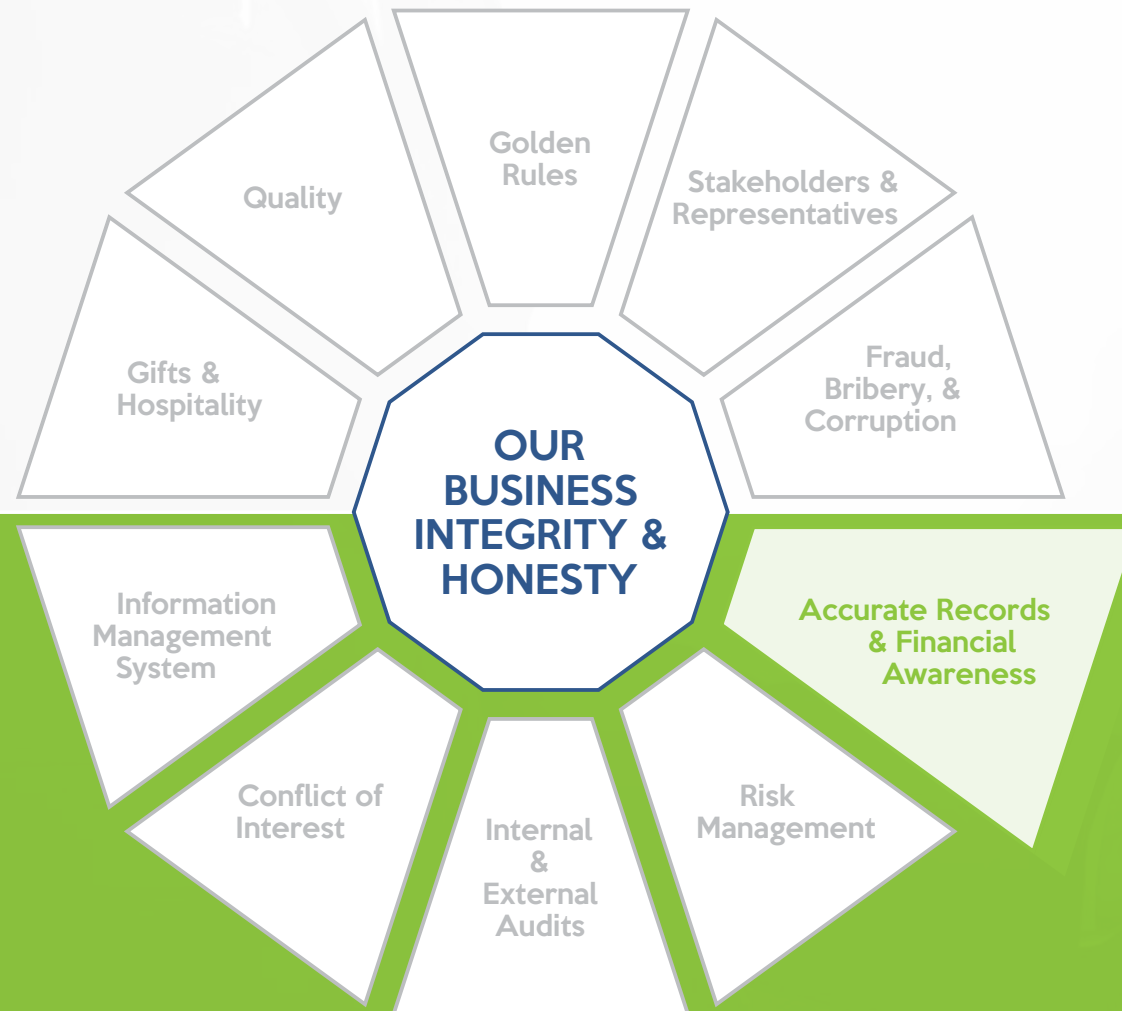 Golden
Rules
Stakeholders &
Representatives
Fraud,
Bribery, &
Corruption
Accurate Records
& Financial
Awareness
Risk
Management
Internal
&
External
Audits
Conflict of
Interest
Information
Management
System
Gifts &
Hospitality
Quality
OUR
BUSINESS
INTEGRITY &
HONESTY